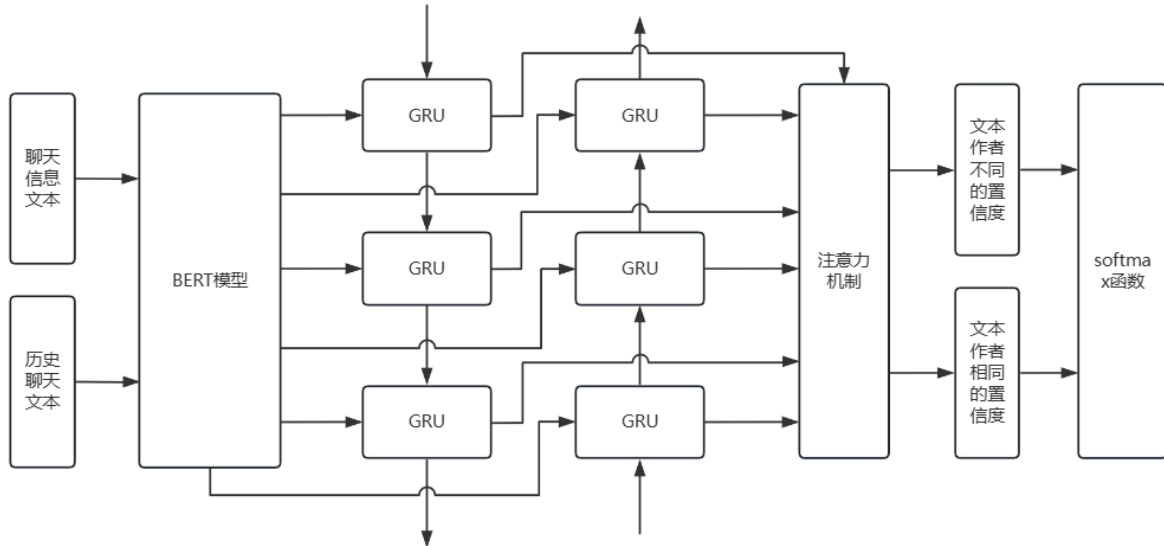 聊天
信息
文本
历史
聊天
文本
BERT模型
GRU
GRU
GRU
GRU
GRU
GRU
注意力
机制
文本
作者
不同
的置
信度
文本
作者
相同
的置
信度
softma
x函数